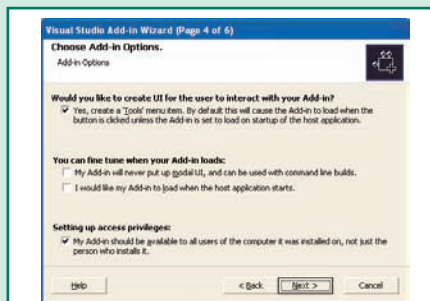 Visual Studio Add-in Wizard (Page 4 of 6)
Choose Add-in Options.
Add-in Options
Would you like to create UI for the user to interact with your Add-in?
Yes, create a 'Tools' menu item. By default this will cause the Add-in to load when the
button is clicked unless the Add-in is set to load on startup of the host application.
You can fine tune when your Add-in loads:
My Add-in will never put up modal UI, and can be used with command line builds.
I would like my Add-in to load when the host application starts.
Setting up access privileges:
My Add-in should be available to all users of the computer it was installed on, not just the
person who installs it.
Help < Back Next > Cancel